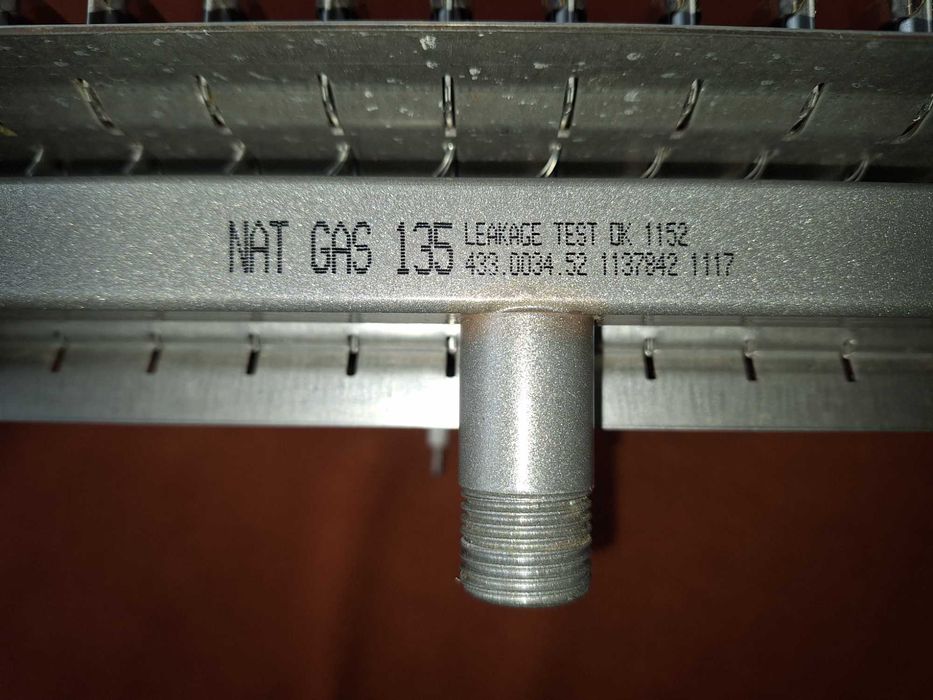 NAT GAS 135
LEAKAGE TEST OK 1152
433.0034.52 1137842 1117